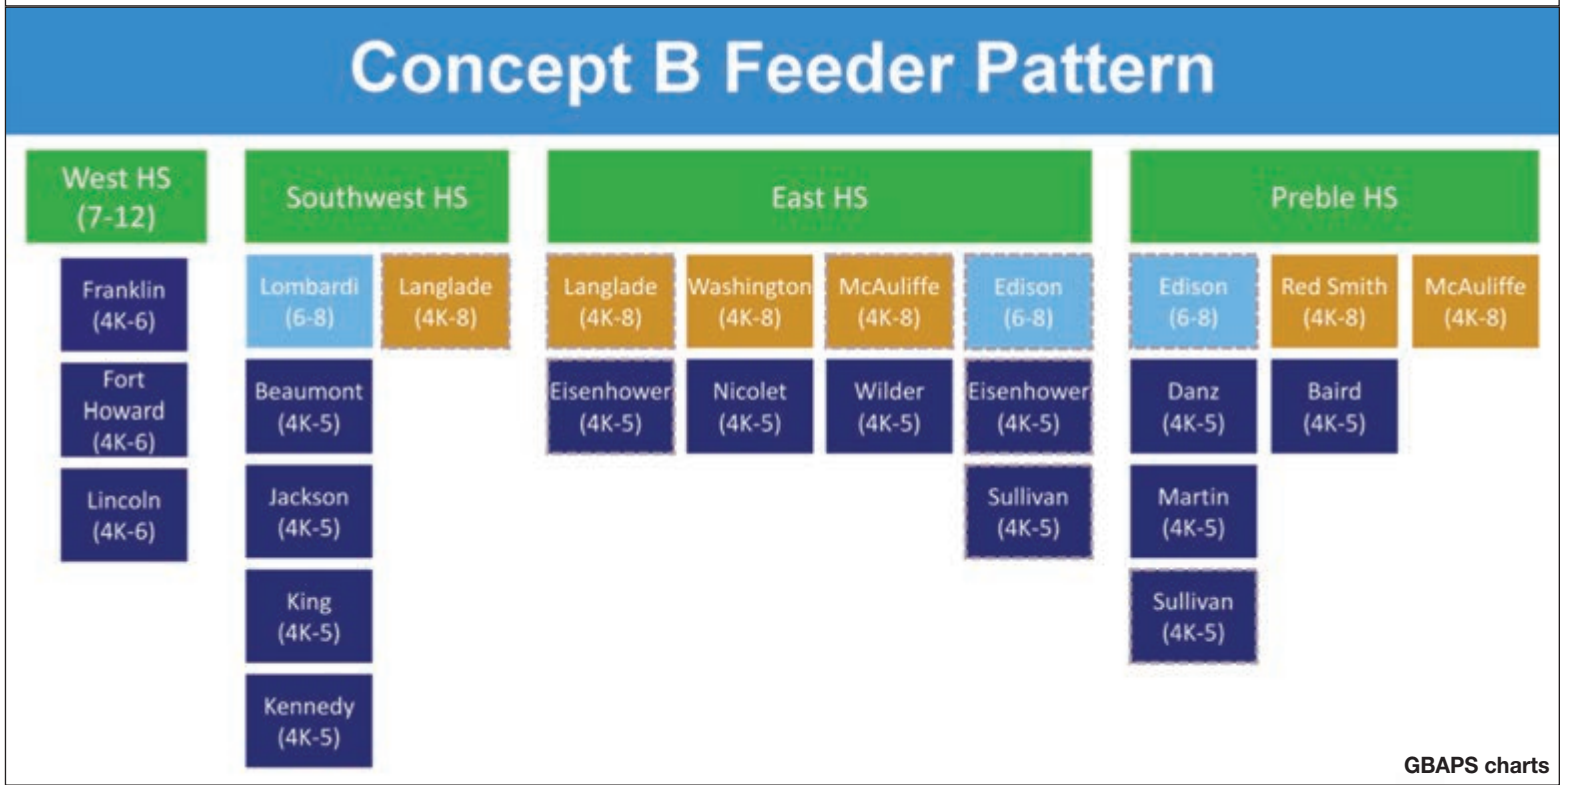 Concept B Feeder Pattern
West HS
(7-12)
Franklin
(4K-6)
Fort
Howard
(4K-6)
Lincoln
(4K-6)
Southwest HS
Lombardi
(6-8)
Beaumont
(4K-5)
Jackson
(4K-5)
King
(4K-5)
Kennedy
(4K-5)
Langlade
(4K-8)
East HS
Langlade
(4K-8)
Eisenhower
(4K-5)
Washington
(4K-8)
Nicolet
(4K-5)
McAuliffe
(4K-8)
Wilder
(4K-5)
Edison
(6-8)
Eisenhower
(4K-5)
Sullivan
(4K-5)
Preble HS
Edison
(6-8)
Danz
(4K-5)
Martin
(4K-5)
Sullivan
(4K-5)
Red Smith
(4K-8)
Baird
(4K-5)
McAuliffe
(4K-8)
GBAPS charts